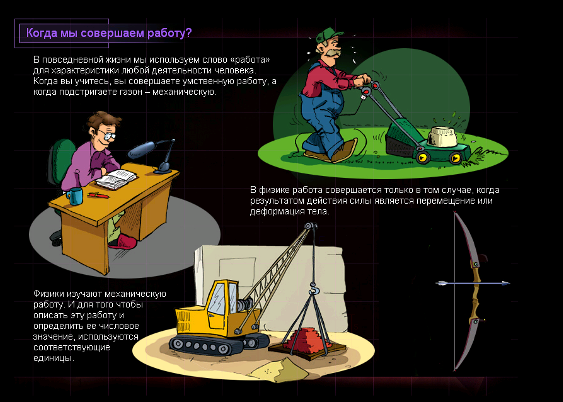 Когда мы совершаем работу?
В повседневной жизни мы используем слово «работа»
для характеристики любой деятельности человека.
Когда вы учитесь, вы совершаете умственную работу, а
когда подстригаете газон – механическую.
В физике работа совершается только в том случае, когда
результатом действия силы является перемещение или
деформация тела.
Физики изучают механическую
работу. И для того чтобы
описать эту работу и
определить ее числовое
значение, используются
соответствующие
единицы.